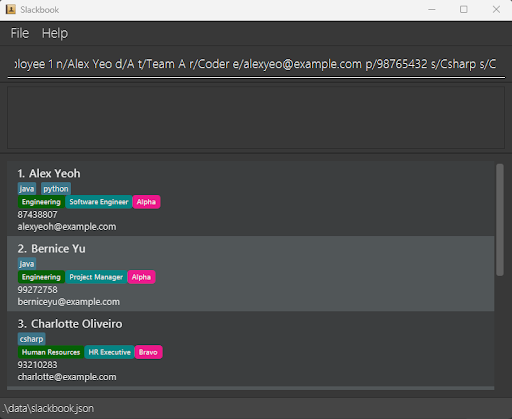 Slackbook
File Help
ployee 1 n/Alex Yeo d/A t/Team A r/Coder e/alexyeo@example.com p/98765432 s/Csharp s/C
1. Alex Yeoh
java python
Engineering Software Engineer Alpha
87438807
alexyeoh@example.com
2. Bernice Yu
java
Engineering Project Manager Alpha
99272758
berniceyu@example.com
3. Charlotte Oliveiro
csharp
Human Resources HR Executive Bravo
93210283
charlotte@example.com
.\data\slackbook.json